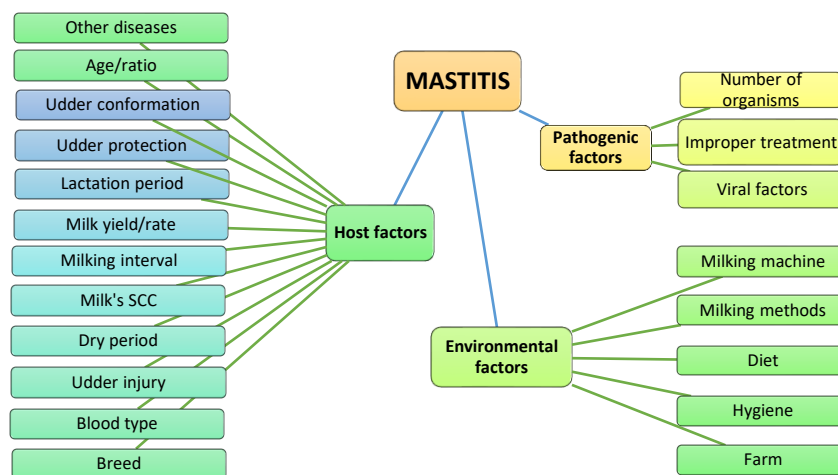 MASTITIS
Host factors
Other diseases
Age/ratio
Udder conformation
Udder protection
Lactation period
Milk yield/rate
Milking interval
Milk's SCC
Dry period
Udder injury
Blood type
Breed
Pathogenic
factors
Number of
organisms
Improper treatment
Viral factors
Environmental
factors
Milking machine
Milking methods
Diet
Hygiene
Farm